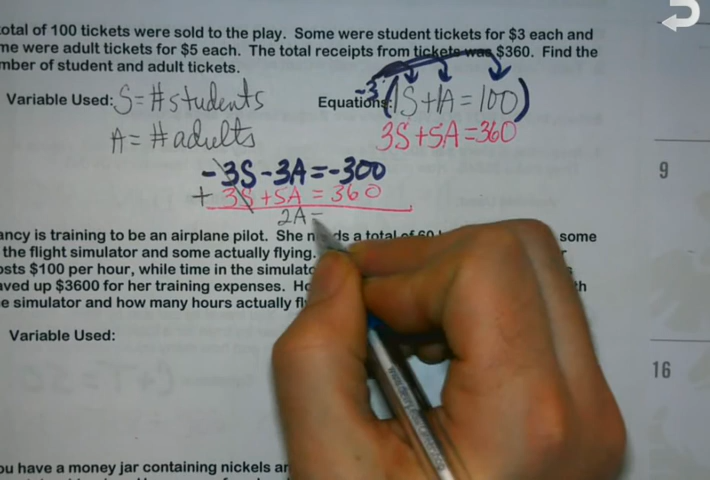 otal of 100 tickets were sold to the play. Some were student tickets for $3 each and
me were adult tickets for $5 each. The total receipts from tickets was $360. Find the
mber of student and adult tickets.
Variable Used: S = # students
Equations: -3(1S+1A=100)
A = # adults
3S+5A=360
-3S-3A=-300
+ 3S+5A=360
2A=
9
ancy is training to be an airplane pilot. She total of 60 some
the flight simulator and some actually flying.
osts $100 per hour, while time in the simulato
aved up $3600 for her training expenses. th
e simulator and how many hours actually
Variable Used:
16
ou have a money jar containing nickels